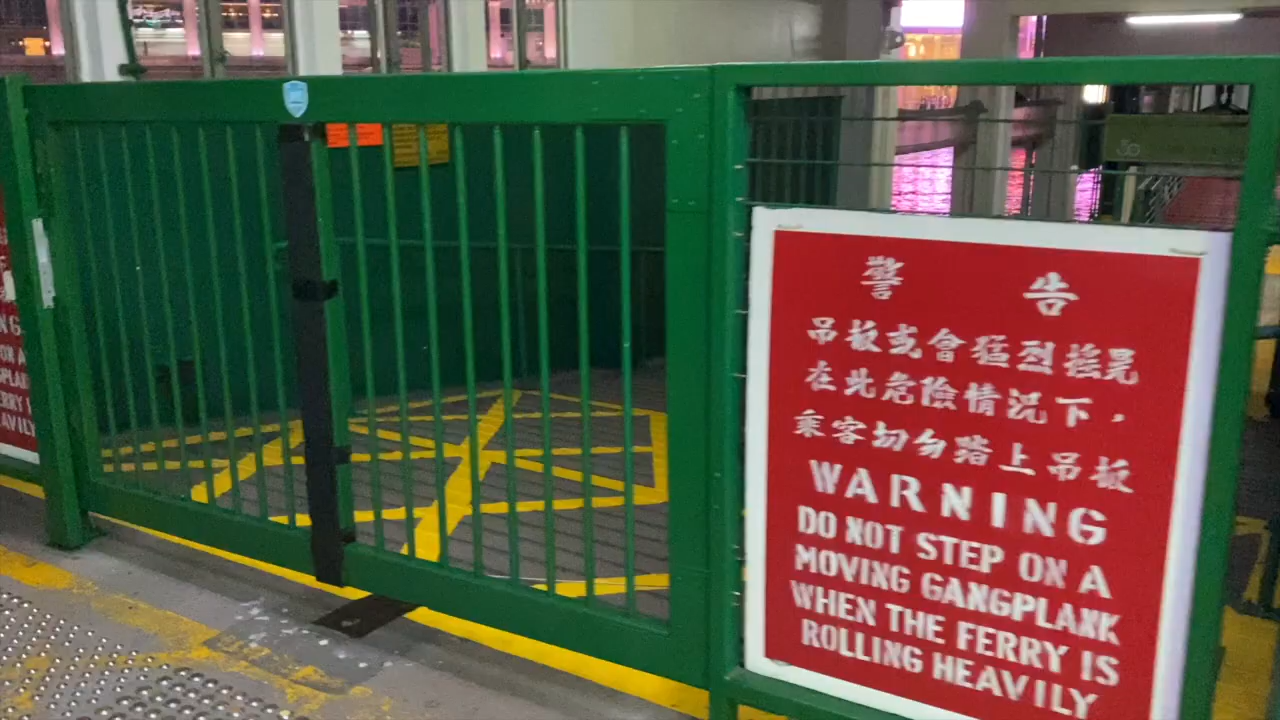 警 告
吊板或會猛烈搖晃
在此危險情況下，
乘客切勿踏上吊板
WARNING
DO NOT STEP ON A
MOVING GANGPLANK
WHEN THE FERRY IS
ROLLING HEAVILY